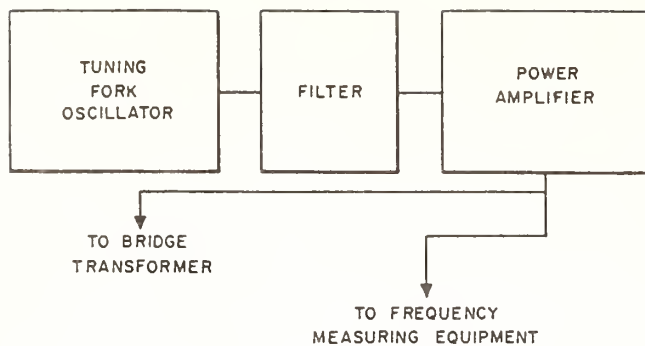 TUNING
FORK
OSCILLATOR
FILTER
POWER
AMPLIFIER
TO BRIDGE
TRANSFORMER
TO FREQUENCY
MEASURING EQUIPMENT